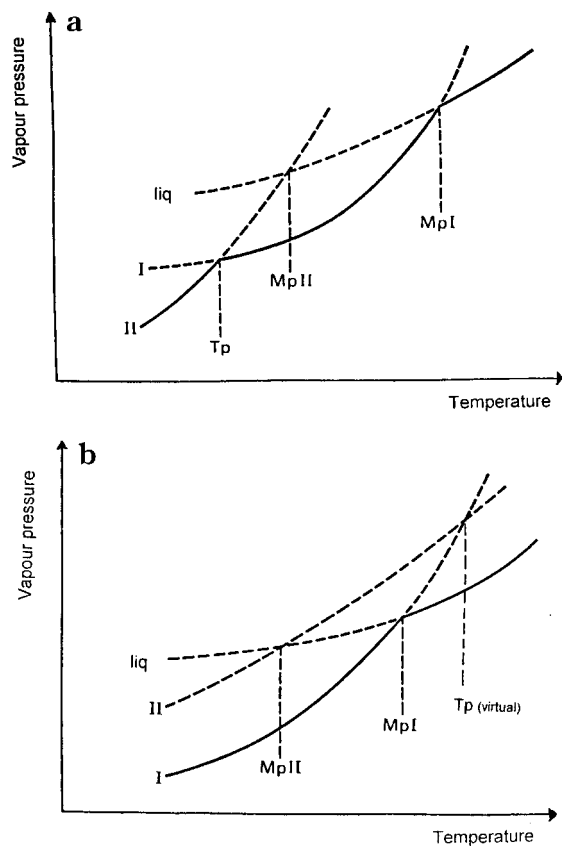 a
Vapour pressure
liq
I
II
Tp
MpII
MpI
Temperature
b
Vapour pressure
liq
II
I
MpII
MpI
Tp (virtual)
Temperature